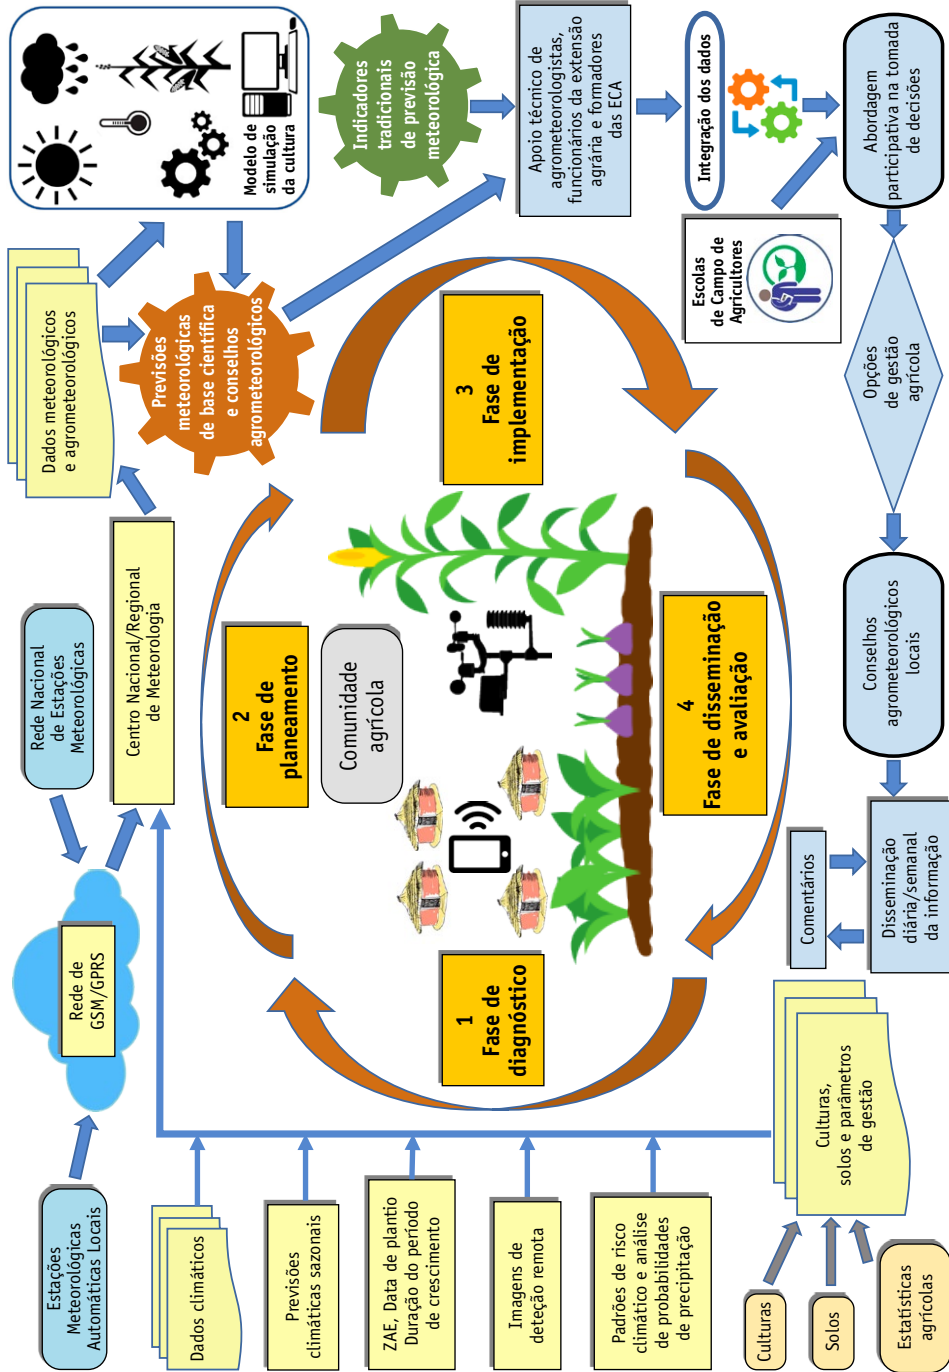 Estações
Meteorológicas
Automáticas Locais
Rede de
GSM/GPRS
Rede Nacional
de Estações
Meteorológicas
Centro Nacional/Regional
de Meteorologia
Dados meteorológicos
e agrometeorológicos
Modelo de
simulação
da cultura
Dados climáticos
Previsões
climáticas sazonais
ZAE, Data de plantio
Duração do período
de crescimento
Imagens de
deteção remota
Padrões de risco
climático e análise
de probabilidades
de precipitação
Culturas
Solos
Estatísticas
agrícolas
Culturas,
solos e parâmetros
de gestão
1
Fase de
diagnóstico
2
Fase de
planeamento
Comunidade
agrícola
3
Fase de
implementação
4
Fase de disseminação
e avaliação
Previsões
meteorológicas
de base científica
e conselhos
agrometeorológicos
Indicadores
tradicionais
de previsão
meteorológica
Apoio técnico de
agrometeorologistas,
funcionários da extensão
agrária e formadores
das ECA
Integração dos dados
Escolas
de Campo de
Agricultores
Abordagem
participativa na tomada
de decisões
Opções
de gestão
agrícola
Conselhos
agrometeorológicos
locais
Disseminação
diária/semanal
da informação
Comentários